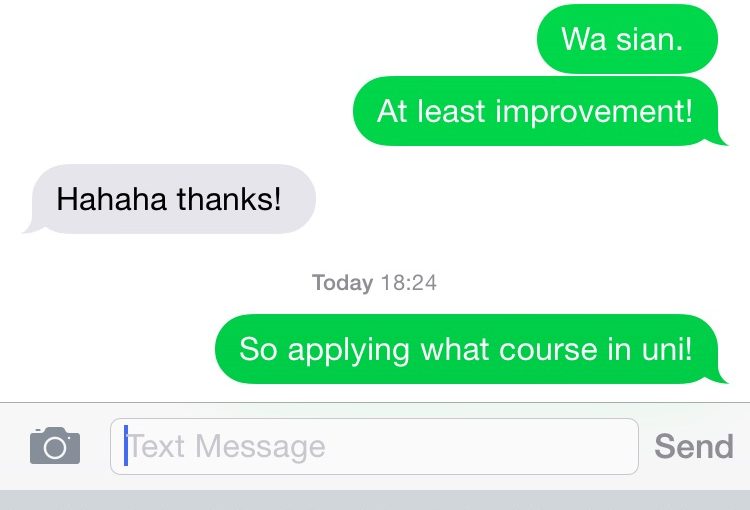 Wa sian.
At least improvement!
Hahaha thanks!
Today 18:24
So applying what course in uni!
Text Message
Send